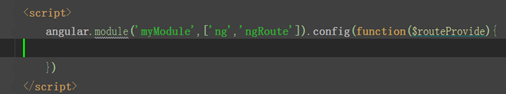 <script>
angular.module('myModule',['ng','ngRoute']).config(function($routeProvide){
})
</script>